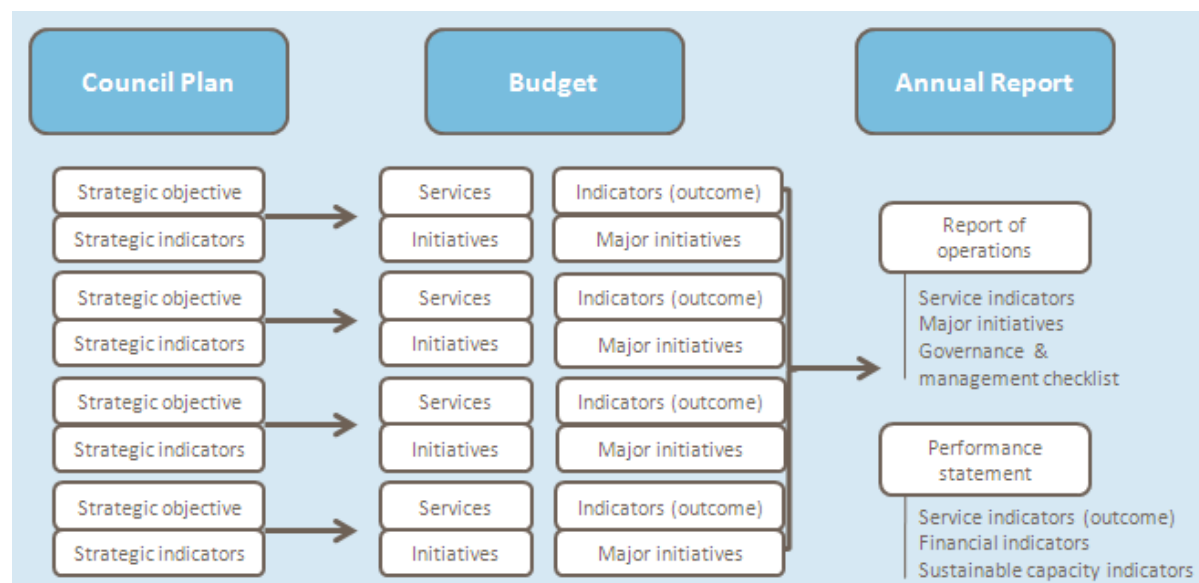 Council Plan
Budget
Annual Report
Strategic objective
Strategic indicators
Services
Initiatives
Indicators (outcome)
Major initiatives
Strategic objective
Strategic indicators
Services
Initiatives
Indicators (outcome)
Major initiatives
Strategic objective
Strategic indicators
Services
Initiatives
Indicators (outcome)
Major initiatives
Strategic objective
Strategic indicators
Services
Initiatives
Indicators (outcome)
Major initiatives
Report of
operations
Service indicators
Major initiatives
Governance &
management checklist
Performance
statement
Service indicators (outcome)
Financial indicators
Sustainable capacity indicators